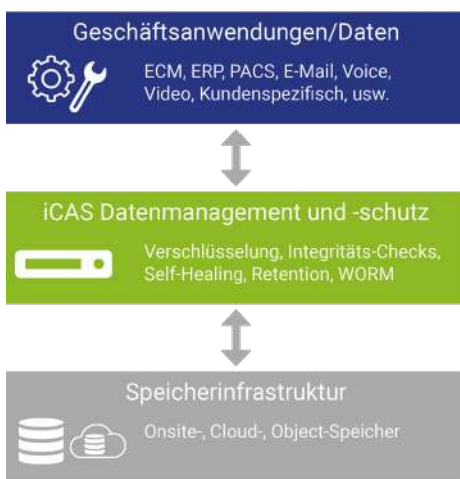 Geschäftsanwendungen/Daten
ECM, ERP, PACS, E-Mail, Voice,
Video, Kundenspezifisch, usw.
iCAS Datenmanagement und -schutz
Verschlüsselung, Integritäts-Checks,
Self-Healing, Retention, WORM
Speicherinfrastruktur
Onsite-, Cloud-, Object-Speicher